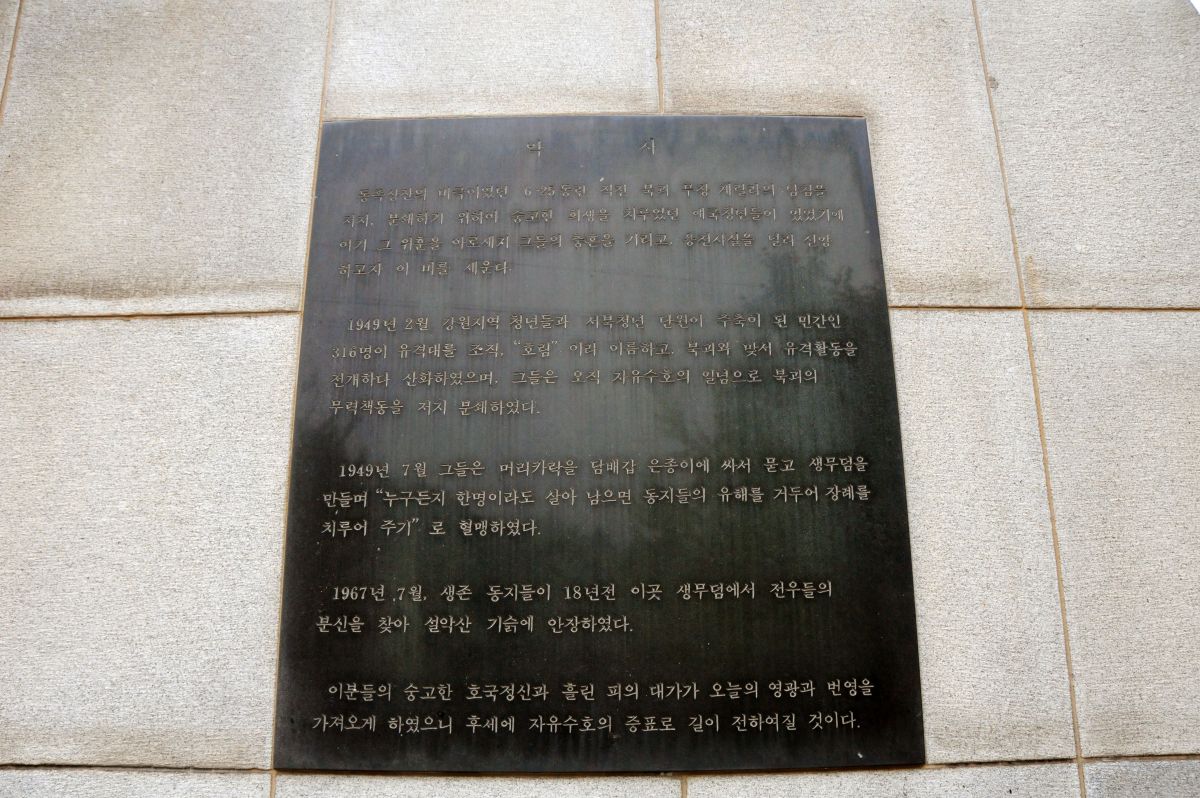 역 사
동족상잔의 비극이었던 6·25동란 직전 북괴 무장 게릴라의 남침을
저지, 분쇄하기 위하여 숭고한 희생을 치루었던 애국청년들이 있었기에
여기 그 위훈을 아로새겨 그들의 충혼을 기리고, 참전사실을 널리 선양
하고자 이 비를 세운다
1949년 2월 강원지역 청년들과 서북청년 단원이 주축이 된 민간인
316명이 유격대를 조직, "호림" 이라 이름하고, 북괴와 맞서 유격활동을
전개하다 산화하였으며, 그들은 오직 자유수호의 일념으로 북괴의
무력책동을 저지 분쇄하였다.
1949년 7월 그들은 머리카락을 담배갑 은종이에 싸서 묻고 생무덤을
만들며 "누구든지 한명이라도 살아 남으면 동지들의 유해를 거두어 장례를
치루어 주기" 로 혈맹하였다.
1967년 7월, 생존 동지들이 18년전 이곳 생무덤에서 전우들의
분신을 찾아 설악산 기슭에 안장하였다.
이분들의 숭고한 호국정신과 흘린 피의 대가가 오늘의 영광과 번영을
가져오게 하였으니 후세에 자유수호의 증표로 길이 전하여질 것이다.